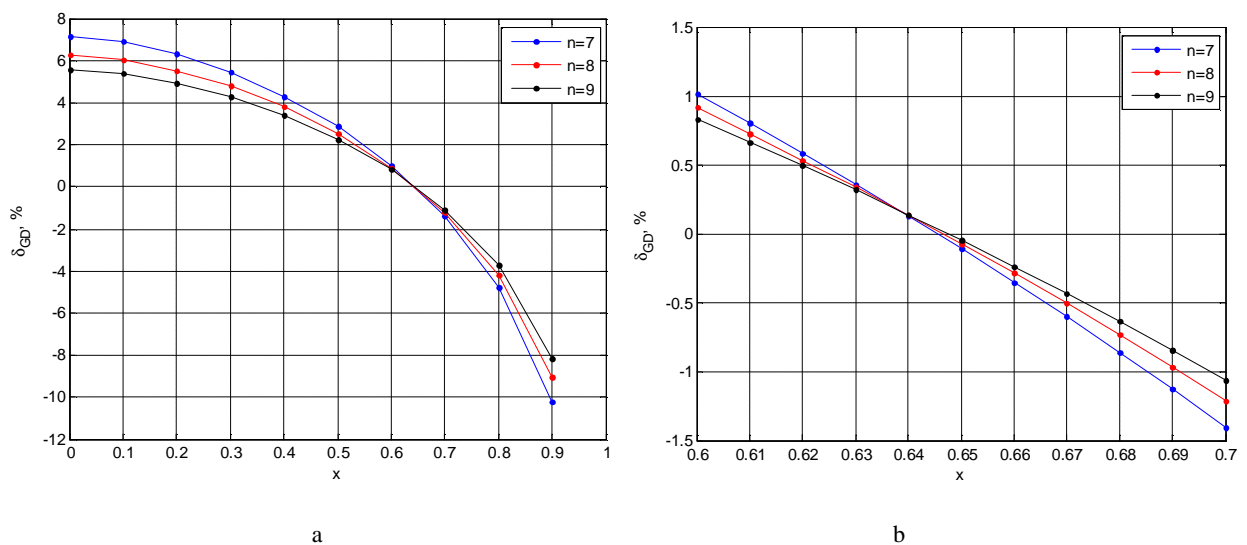 8
6
4
2
0
-2
-4
-6
-8
-10
-12
δGD, %
0 0.1 0.2 0.3 0.4 0.5 0.6 0.7 0.8 0.9 1
x
n=7
n=8
n=9
a
1.5
1
0.5
0
-0.5
-1
-1.5
δGD, %
0.6 0.61 0.62 0.63 0.64 0.65 0.66 0.67 0.68 0.69 0.7
x
n=7
n=8
n=9
b